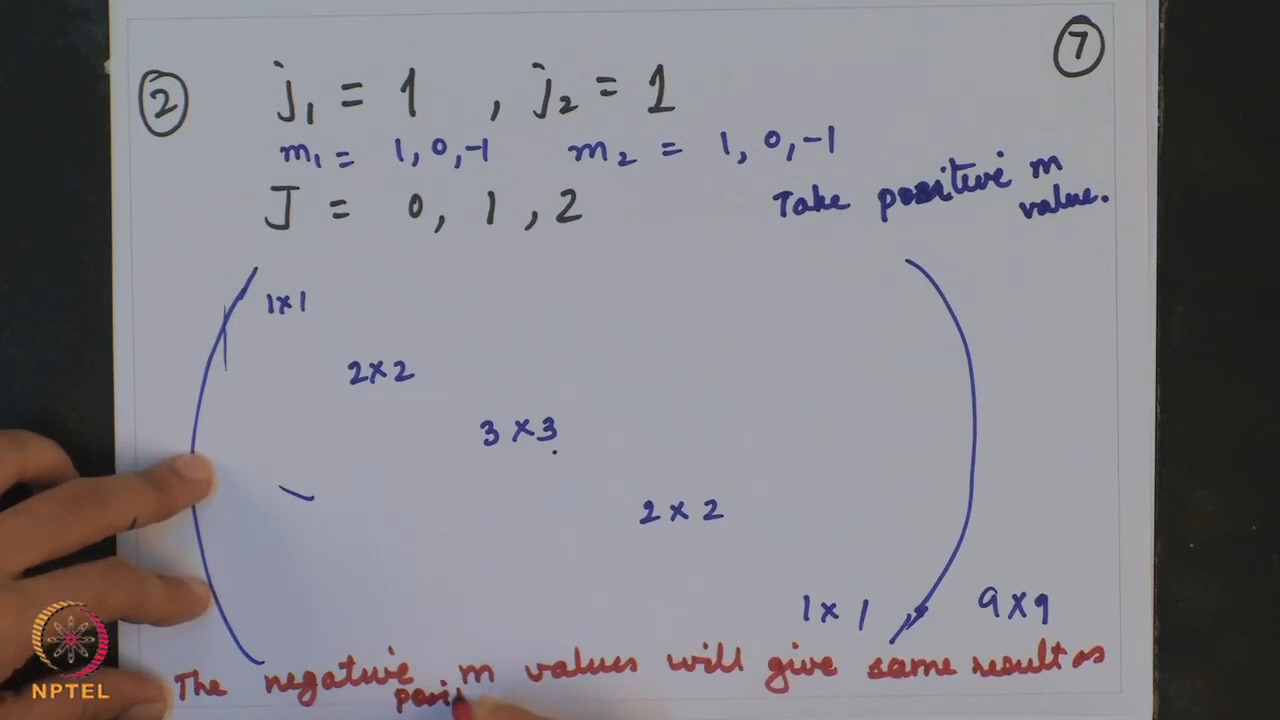 7
2 j1 = 1 , j2 = 1
m1 = 1, 0, -1 m2 = 1, 0, -1
J = 0, 1, 2
Take positive m value.
1×1
2×2
3×3
2×2
1×1
9×9
The negative m values will give same result as
NPTEL